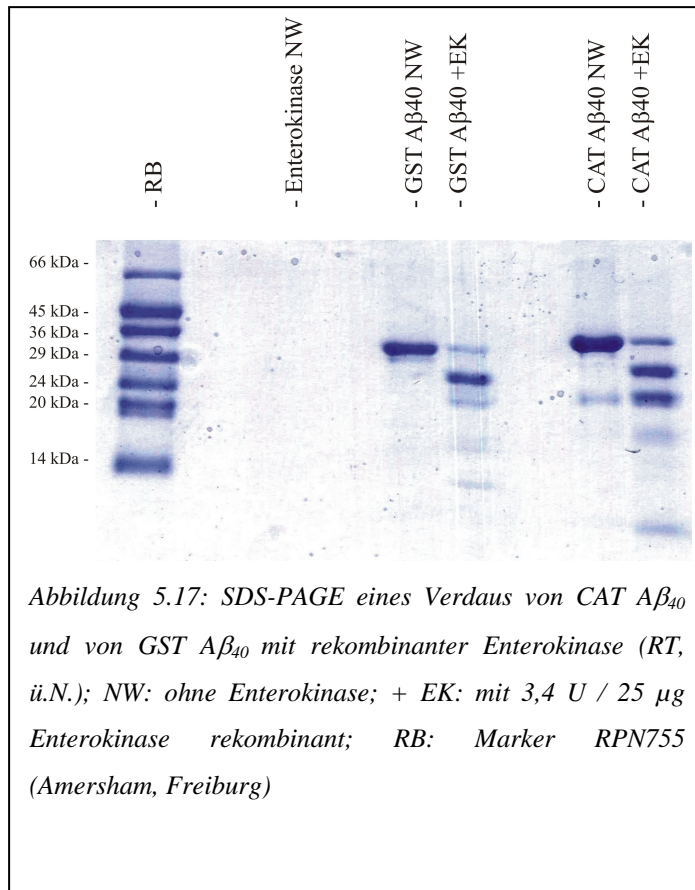 - RB
- Enterokinase NW
- GST Aβ40 NW
- GST Aβ40 +EK
- CAT Aβ40 NW
- CAT Aβ40 +EK
66 kDa -
45 kDa -
36 kDa -
29 kDa -
24 kDa -
20 kDa -
14 kDa -
Abbildung 5.17: SDS-PAGE eines Verdaus von CAT Aβ40
und von GST Aβ40 mit rekombinanter Enterokinase (RT,
ü.N.); NW: ohne Enterokinase; + EK: mit 3,4 U / 25 µg
Enterokinase rekombinant; RB: Marker RPN755
(Amersham, Freiburg)